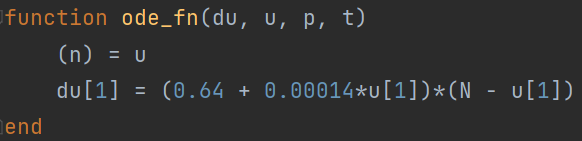 function ode_fn(du, u, p, t)
    (n) = u
    du[1] = (0.64 + 0.00014*u[1])*(N - u[1])
end